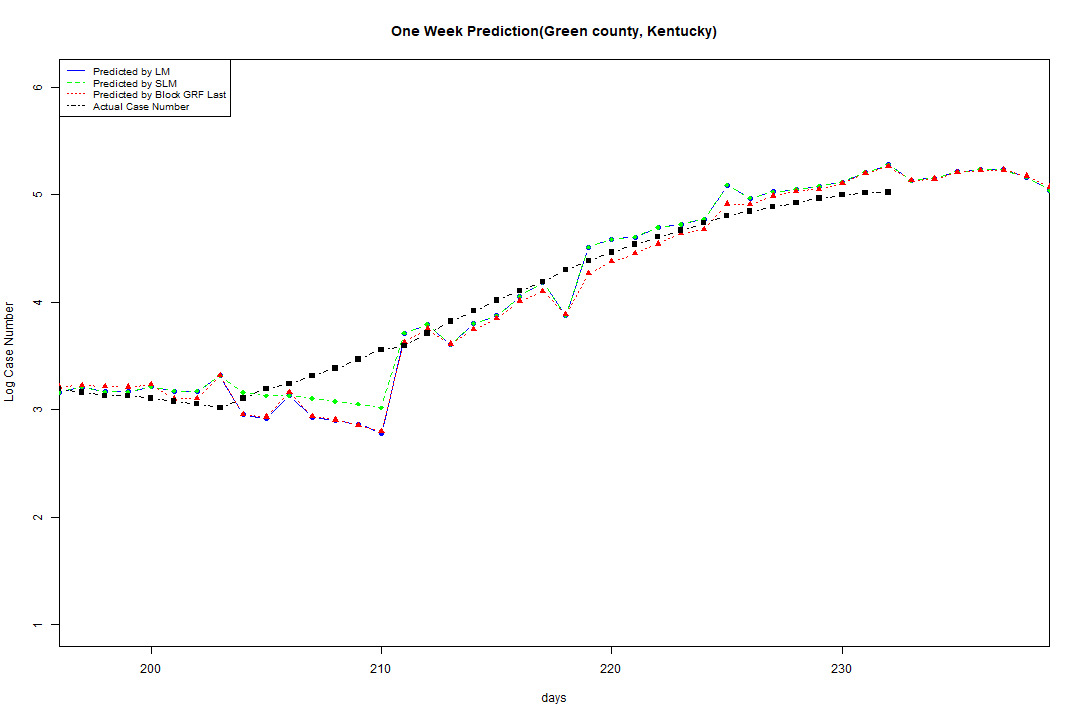 One Week Prediction(Green county, Kentucky)
Predicted by LM
Predicted by SLM
Predicted by Block GRF Last
Actual Case Number
6
5
4
3
2
1
Log Case Number
200 210 220 230
days